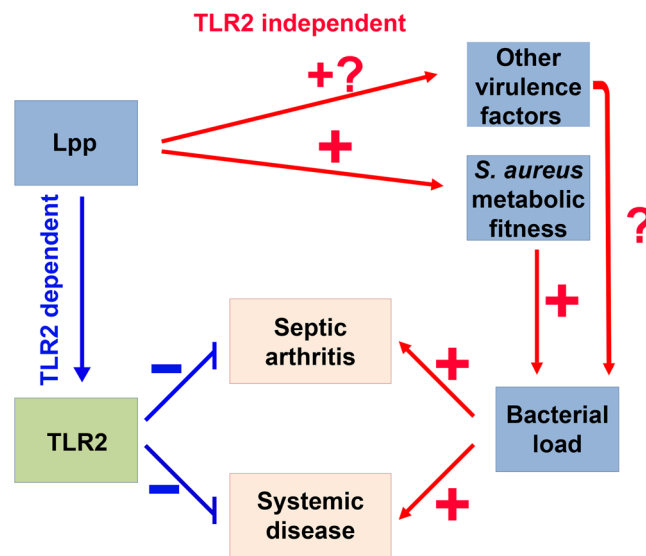 TLR2 independent
+?
Other
virulence
factors
Lpp
+
S. aureus
metabolic
fitness
?
TLR2 dependent
+
Septic
arthritis
−
+
TLR2
Bacterial
load
−
Systemic
disease
+